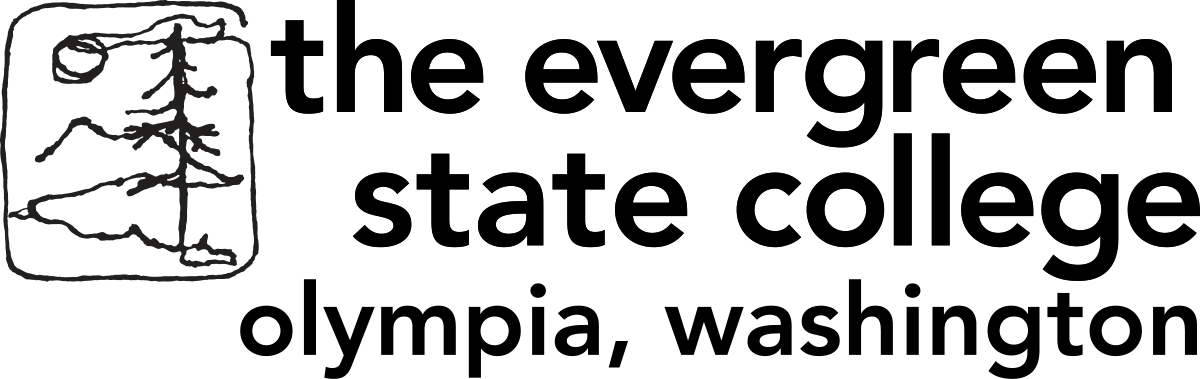 the evergreen
state college
olympia, washington